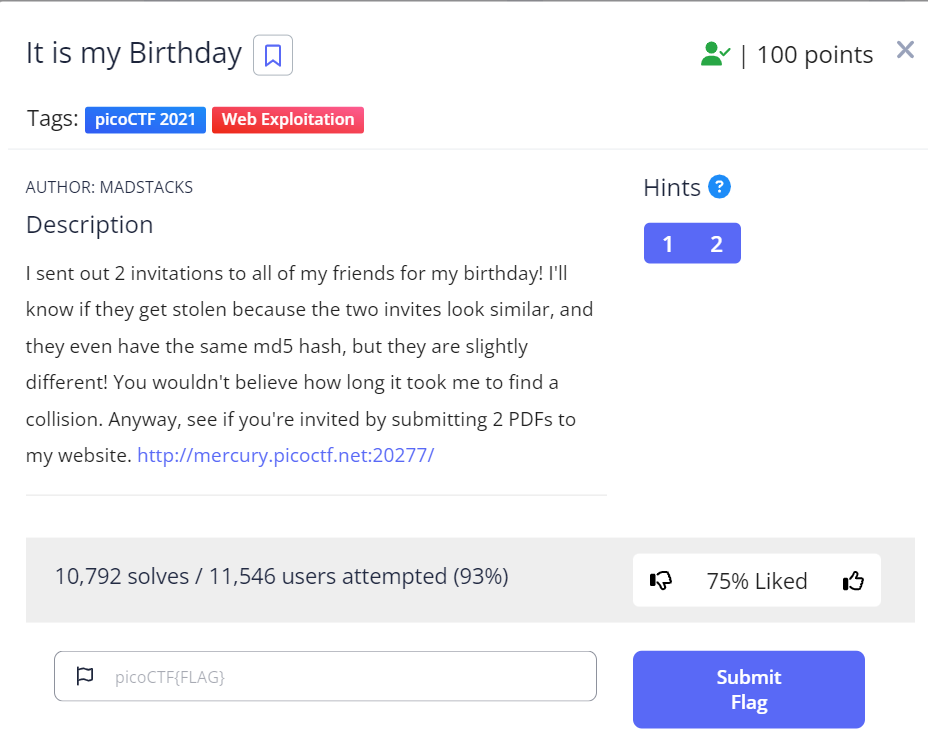 It is my Birthday
| 100 points
Tags: picoCTF 2021 Web Exploitation
AUTHOR: MADSTACKS
Description
I sent out 2 invitations to all of my friends for my birthday! I'll
know if they get stolen because the two invites look similar, and
they even have the same md5 hash, but they are slightly
different! You wouldn't believe how long it took me to find a
collision. Anyway, see if you're invited by submitting 2 PDFs to
my website. http://mercury.picoctf.net:20277/
Hints ?
1 2
10,792 solves / 11,546 users attempted (93%)
75% Liked
picoCTF{FLAG}
Submit
Flag